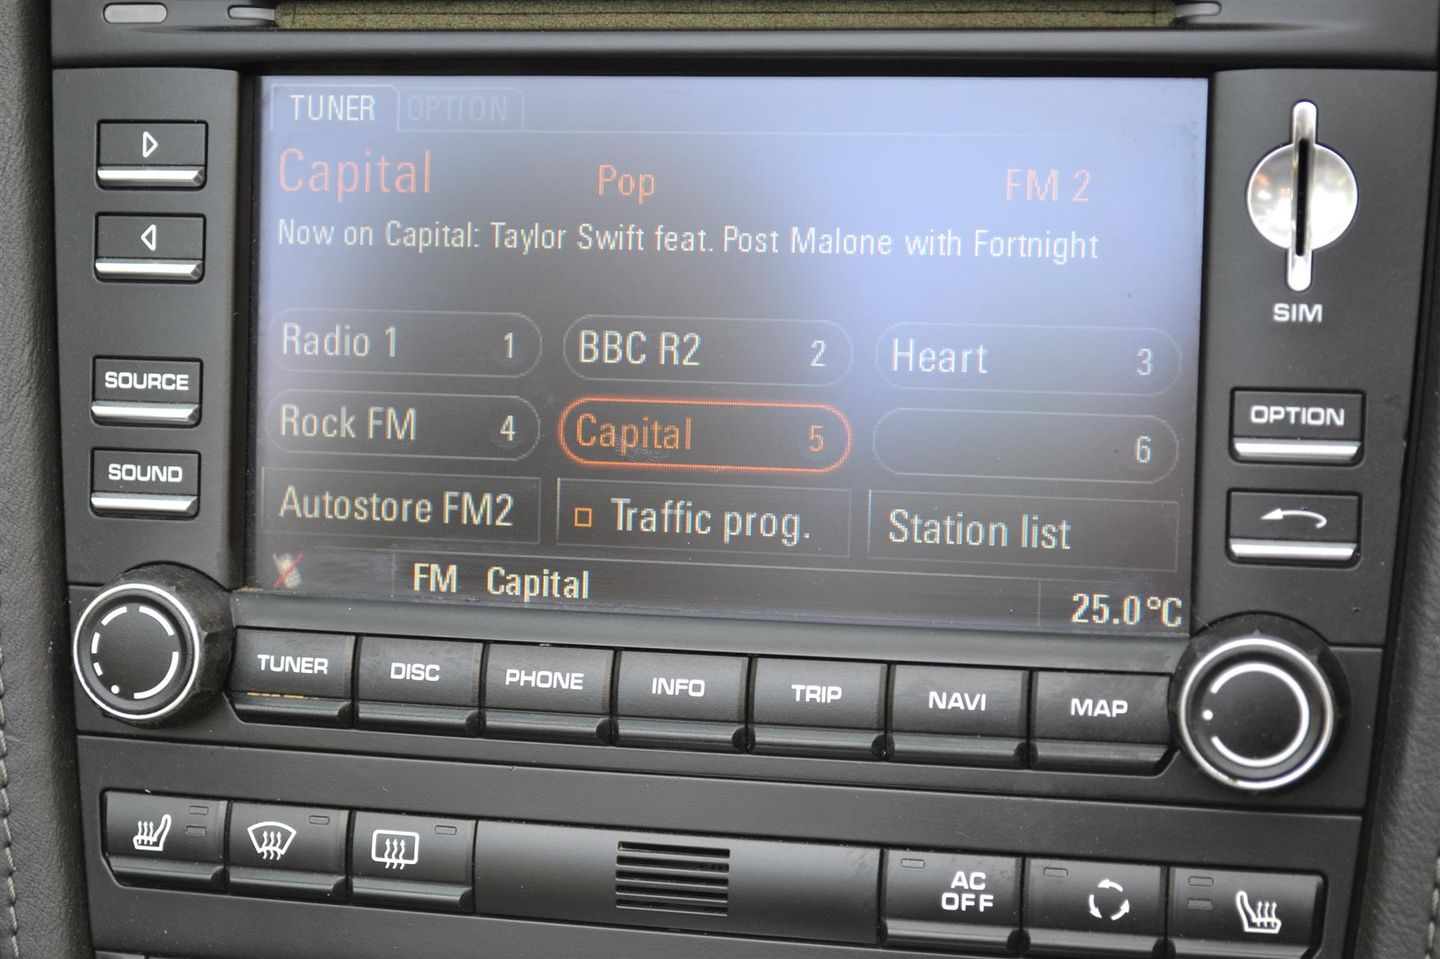 TUNER OPTION
Capital Pop FM 2
Now on Capital: Taylor Swift feat. Post Malone with Fortnight
SIM
Radio 1 1 BBC R2 2 Heart 3
SOURCE
OPTION
Rock FM 4 Capital 5 6
SOUND
Autostore FM2 Traffic prog. Station list
FM Capital 25.0°C
TUNER DISC PHONE INFO TRIP NAVI MAP
AC
OFF